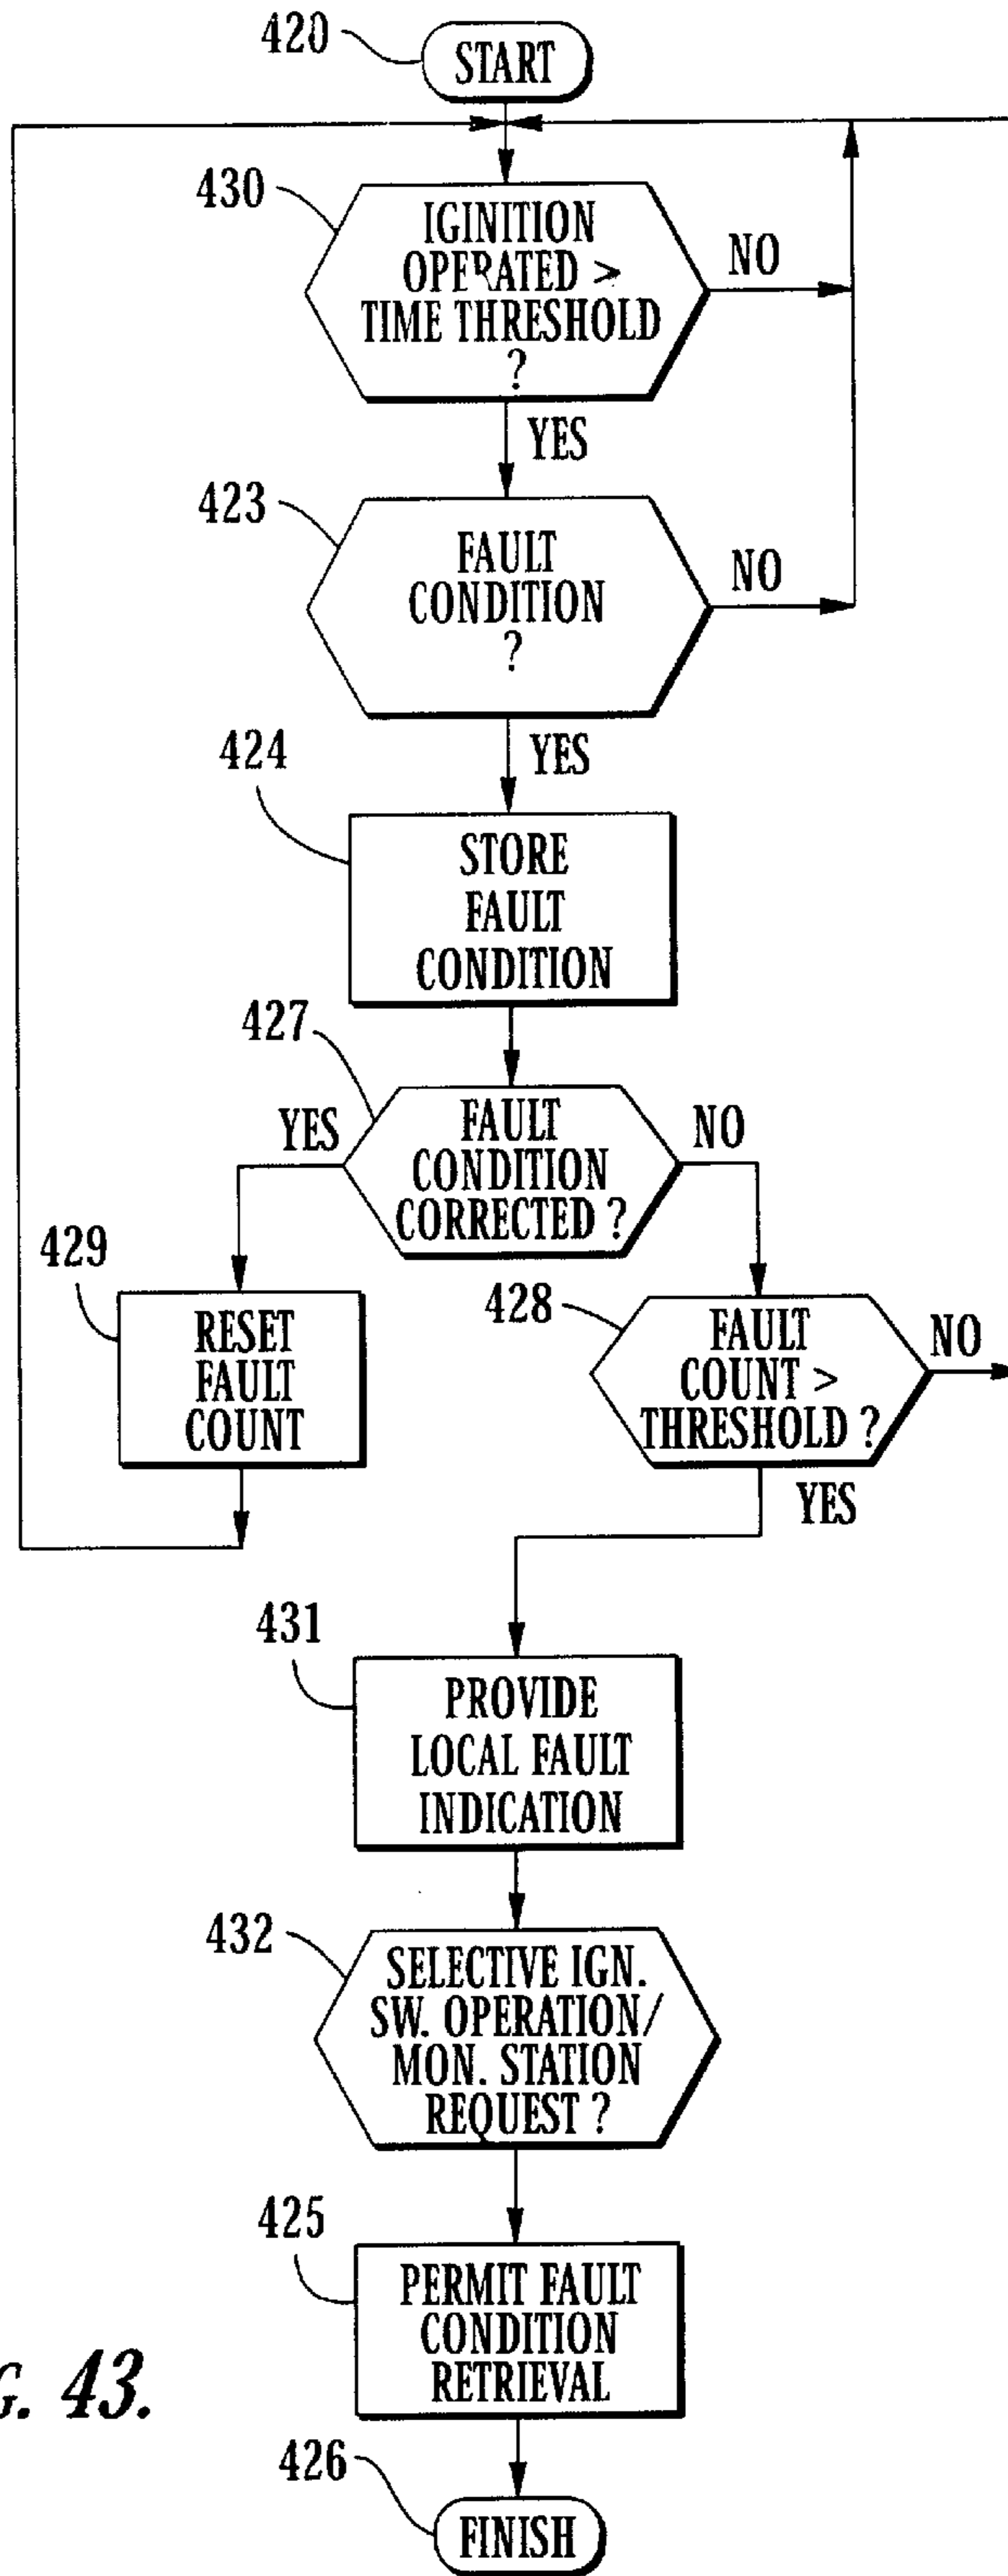 420
START
430
IGINITION
OPERATED >
TIME THRESHOLD
?
NO
YES
423
FAULT
CONDITION
?
NO
YES
424
STORE
FAULT
CONDITION
427
YES
FAULT
CONDITION
CORRECTED ?
NO
429
RESET
FAULT
COUNT
428
FAULT
COUNT >
THRESHOLD ?
NO
YES
431
PROVIDE
LOCAL FAULT
INDICATION
432
SELECTIVE IGN.
SW. OPERATION/
MON. STATION
REQUEST ?
425
PERMIT FAULT
CONDITION
RETRIEVAL
G. 43.
426
FINISH